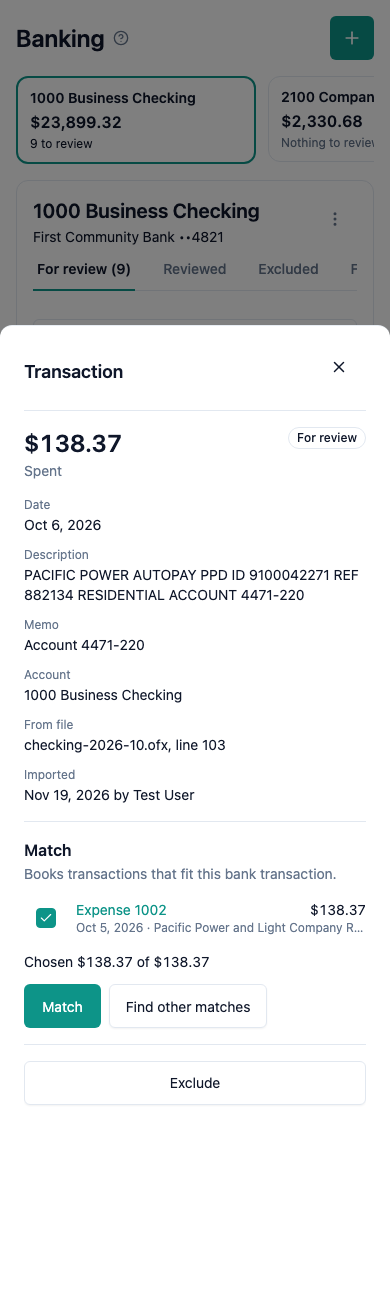 Banking
1000 Business Checking
$23,899.32
9 to review
2100 Compan
$2,330.68
Nothing to review
1000 Business Checking
First Community Bank ••4821
For review (9)
Reviewed
Excluded
F
Transaction
$138.37
For review
Spent
Date
Oct 6, 2026
Description
PACIFIC POWER AUTOPAY PPD ID 9100042271 REF
882134 RESIDENTIAL ACCOUNT 4471-220
Memo
Account 4471-220
Account
1000 Business Checking
From file
checking-2026-10.ofx, line 103
Imported
Nov 19, 2026 by Test User
Match
Books transactions that fit this bank transaction.
Expense 1002
$138.37
Oct 5, 2026 · Pacific Power and Light Company R...
Chosen $138.37 of $138.37
Match
Find other matches
Exclude